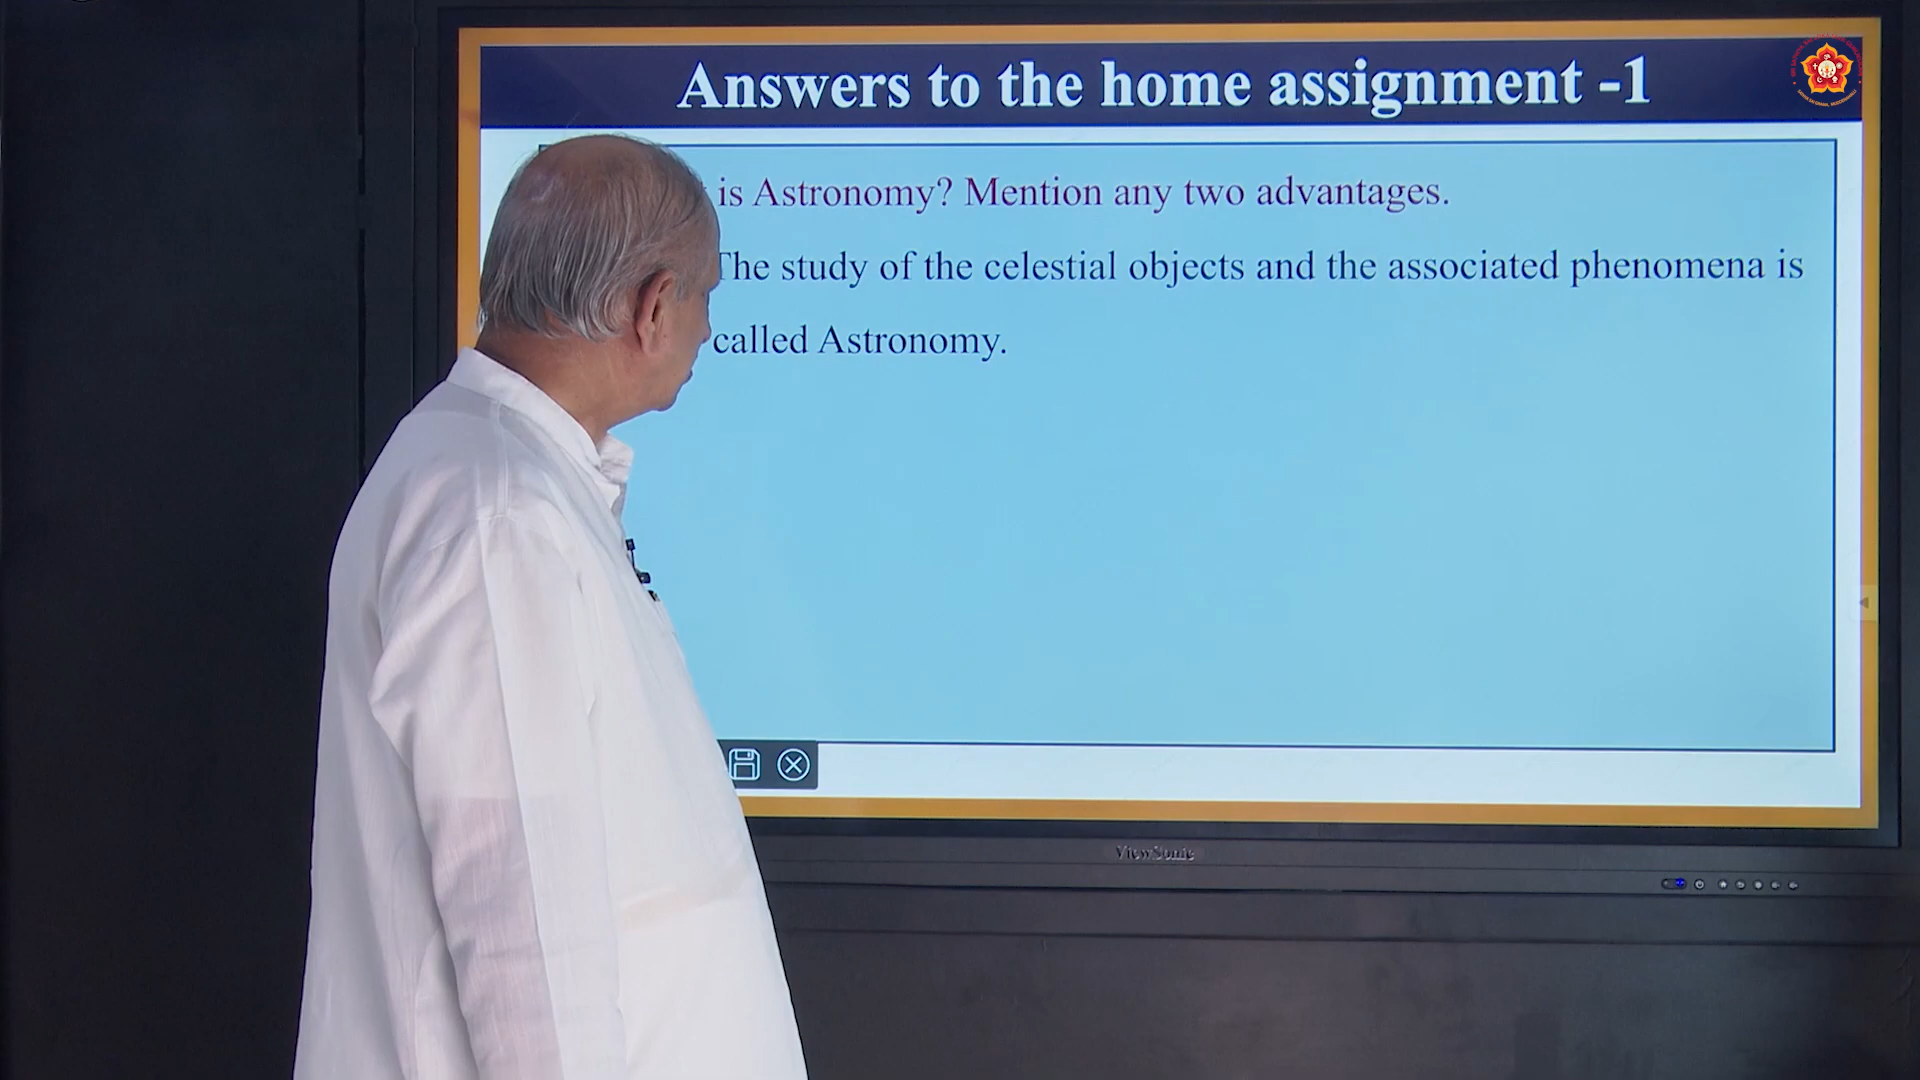 Answers to the home assignment -1
is Astronomy? Mention any two advantages.
The study of the celestial objects and the associated phenomena is
called Astronomy.
ViewSonic